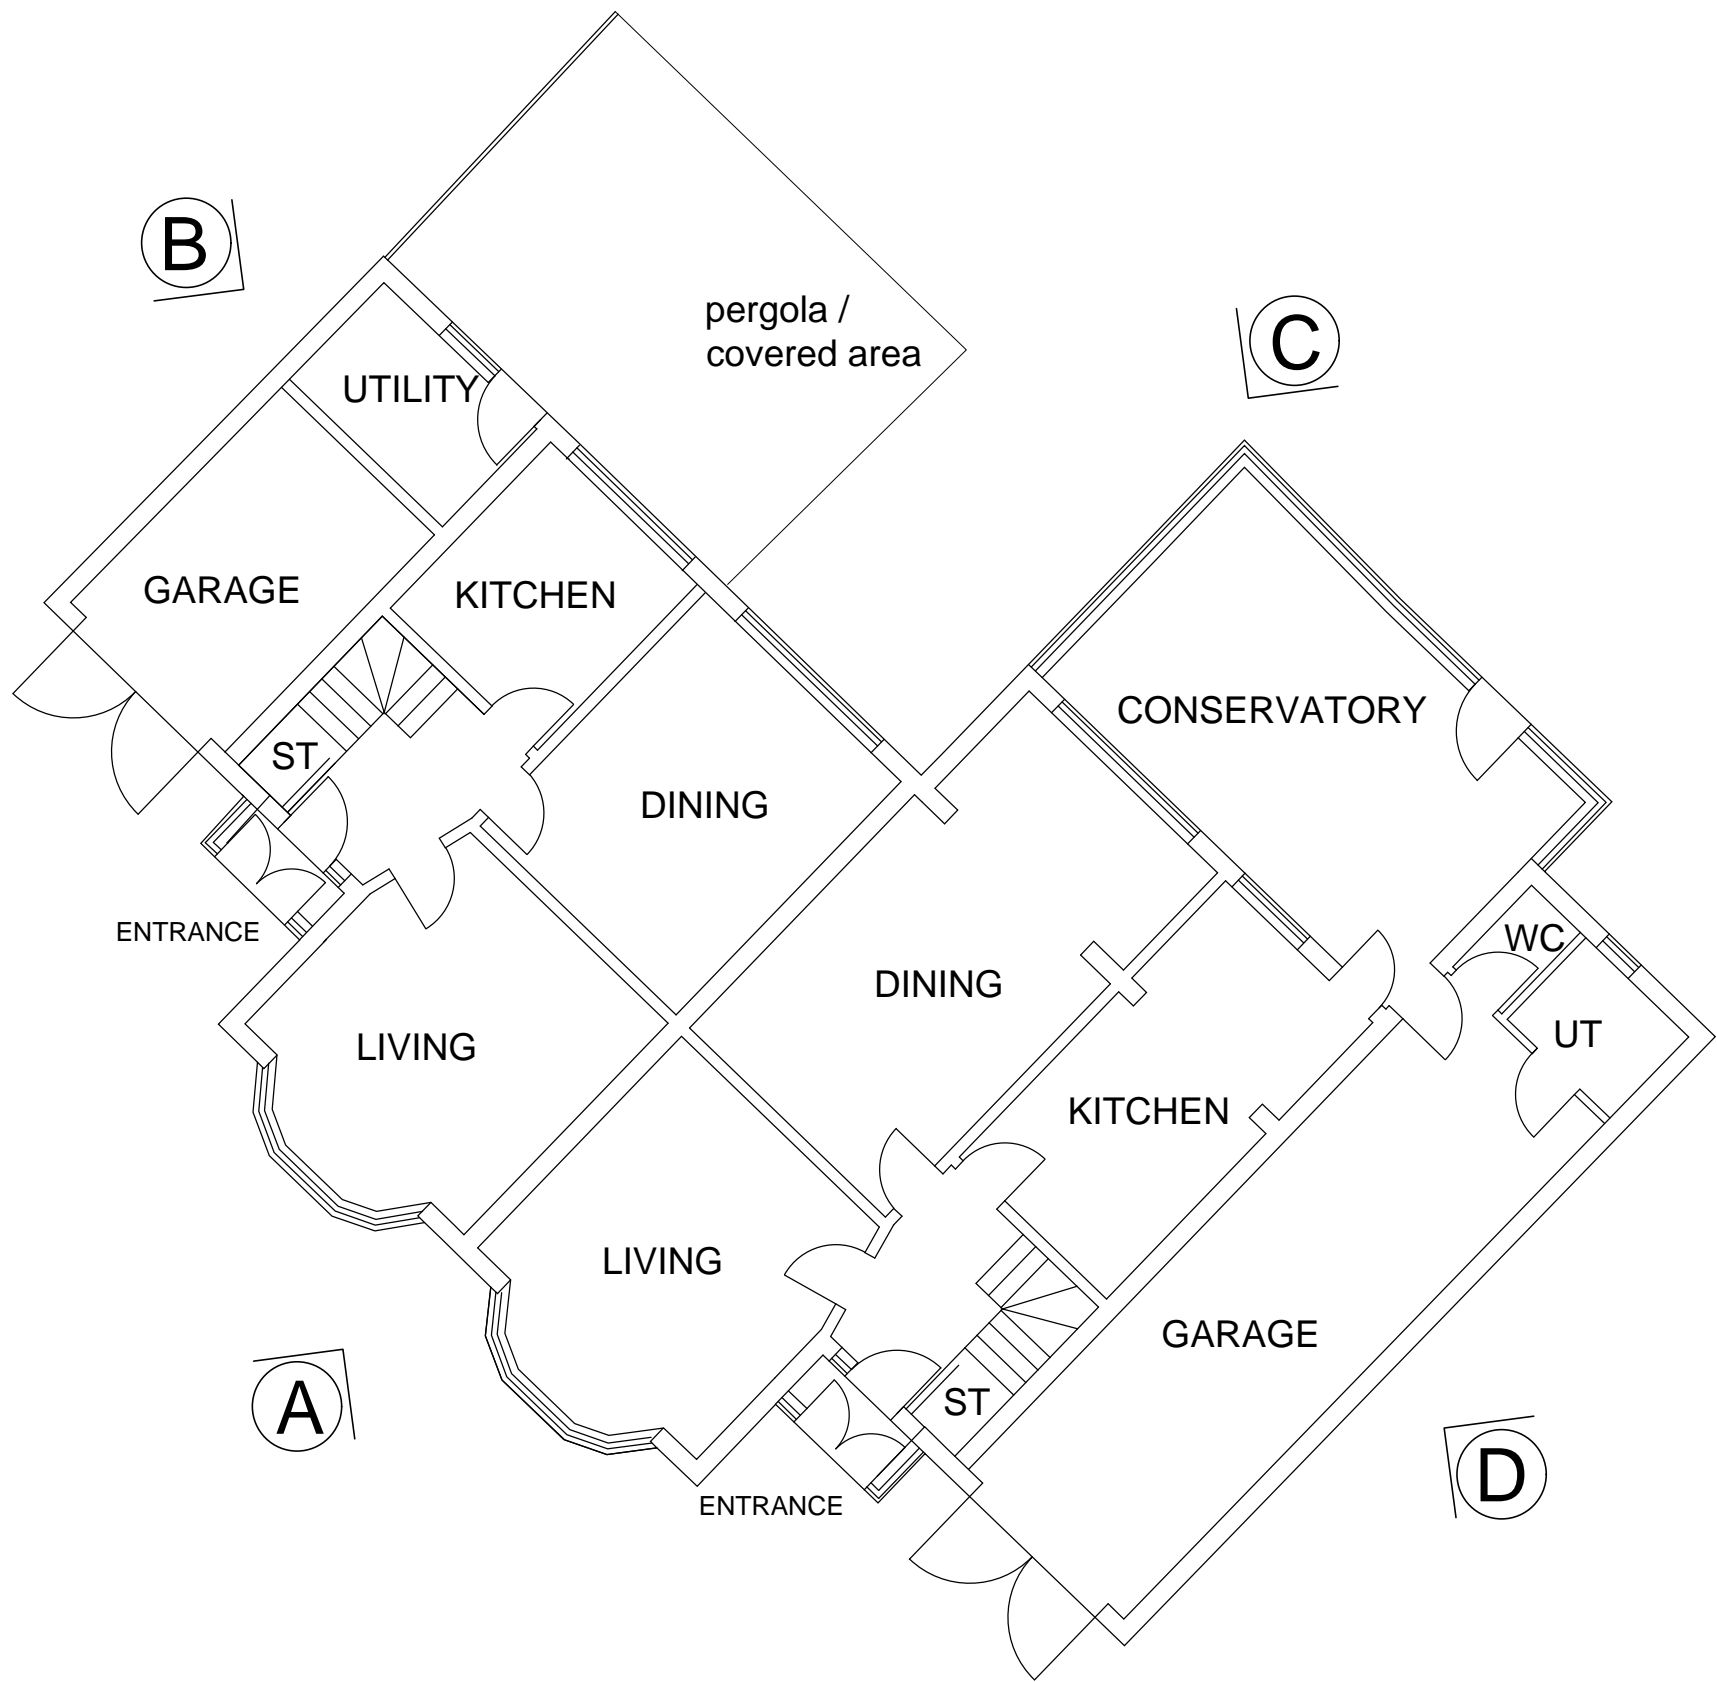 B
C
pergola /
covered area
UTILITY
GARAGE
KITCHEN
CONSERVATORY
ST
DINING
ENTRANCE
WC
DINING
UT
LIVING
KITCHEN
LIVING
GARAGE
A
ST
D
ENTRANCE